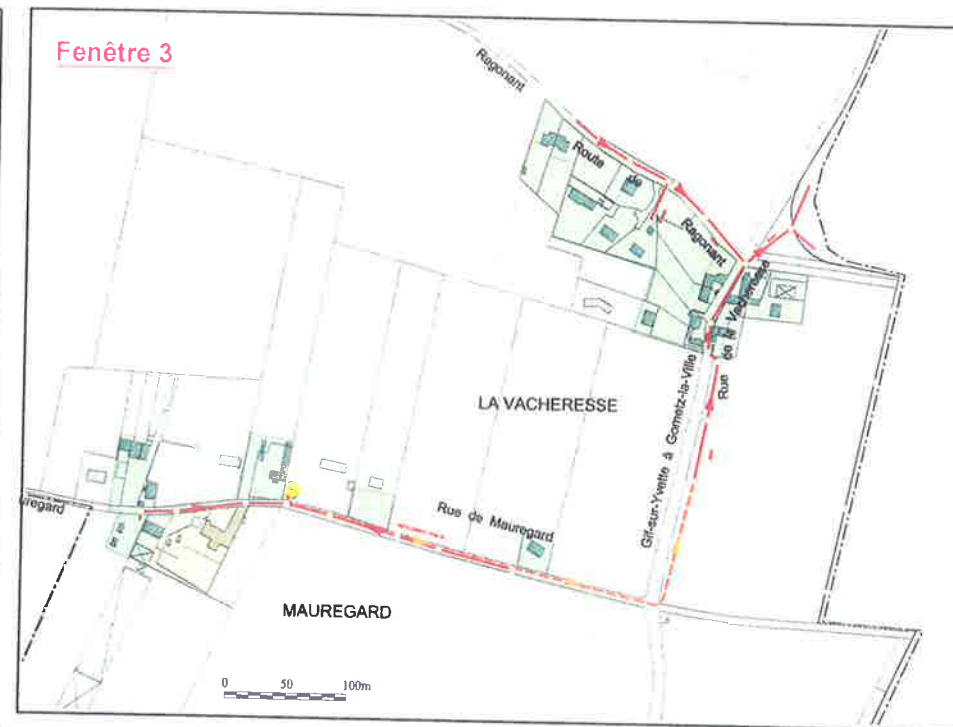 Fenêtre 3
Ragonant
Route de Ragonant
Rue de la Vacheresse
LA VACHERESSE
Gif-sur-Yvette à Gometz-la-Ville
Rue de Mauregard
uregard
MAUREGARD
0 50 100m